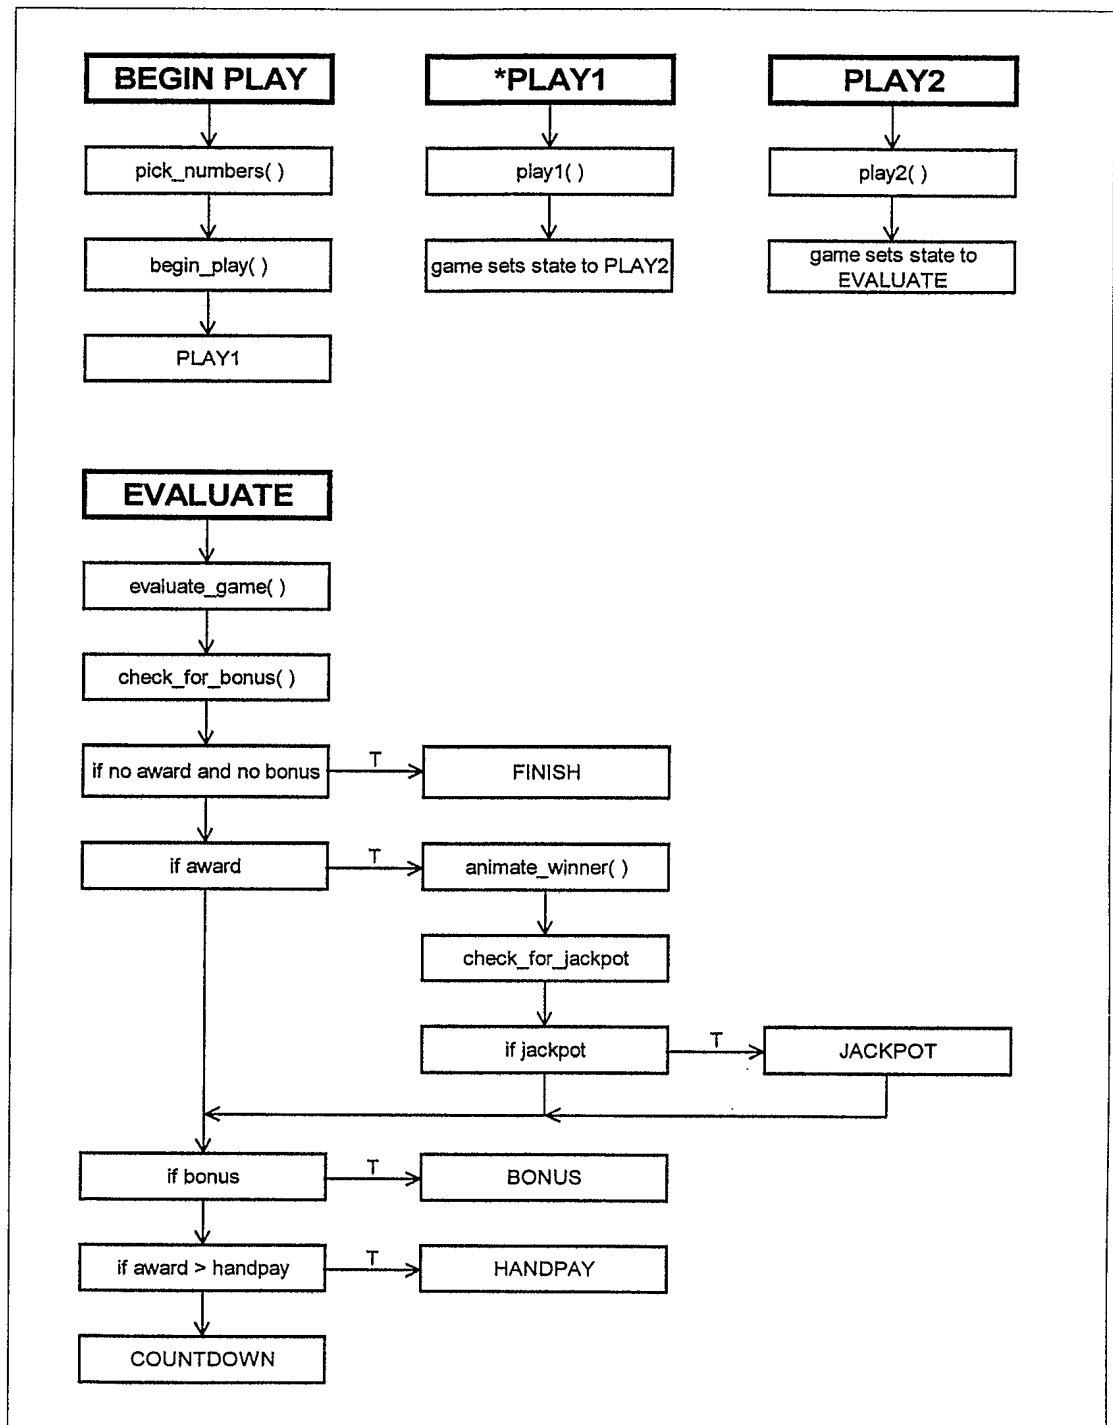 BEGIN PLAY
pick_numbers( )
begin_play( )
PLAY1
*PLAY1
play1( )
game sets state to PLAY2
PLAY2
play2( )
game sets state to
EVALUATE
EVALUATE
evaluate_game( )
check_for_bonus( )
if no award and no bonus
T
FINISH
if award
T
animate_winner( )
check_for_jackpot
if jackpot
T
JACKPOT
if bonus
T
BONUS
if award > handpay
T
HANDPAY
COUNTDOWN